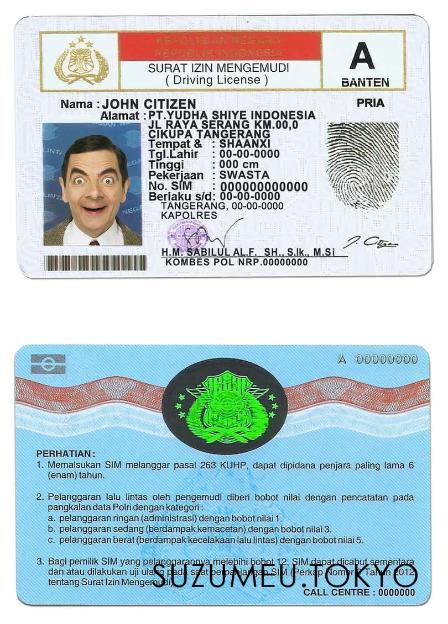 KEPOLISIAN NEGARA
REPUBLIK INDONESIA
SURAT IZIN MENGEMUDI
( Driving License )
A
BANTEN
Nama : JOHN CITIZEN
PRIA
Alamat : PT.YUDHA SHIYE INDONESIA
JL.RAYA SERANG KM.00,0
CIKUPA TANGERANG
Tempat & : SHAANXI
Tgl.Lahir : 00-00-0000
Tinggi : 000 cm
Pekerjaan : SWASTA
No. SIM : 000000000000
Berlaku s/d : 00-00-0000
TANGERANG, 00-00-0000
KAPOLRES
H.M. SABILUL AL.F. SH., S.Ik., M.Si
KOMBES POL NRP.00000000
A 00000000
PERHATIAN :
1. Memalsukan SIM melanggar pasal 263 KUHP, dapat dipidana penjara paling lama 6
(enam) tahun.
2. Pelanggaran lalu lintas oleh pengemudi diberi bobot nilai dengan pencatatan pada
pangkalan data Polri dengan kategori :
a. pelanggaran ringan (administrasi) dengan bobot nilai 1.
b. pelanggaran sedang (berdampak kemacetan) dengan bobot nilai 3.
c. pelanggaran berat (berdampak kecelakaan lalu lintas) dengan bobot nilai 5.
3. Bagi pemilik SIM yang pelanggarannya melebihi bobot 12, SIM dapat dicabut sementara
dan atau dilakukan uji ulang pada saat perpanjangan SIM (Perkap Nomor Tahun 2012
tentang Surat Izin Mengemudi
SUZUMEU.TOKYO
CALL CENTRE : 0000000